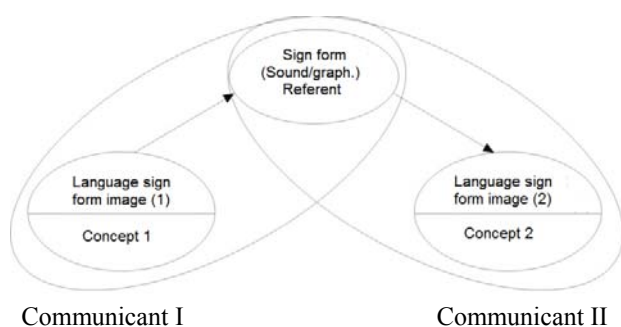 Sign form
(Sound/graph.)
Referent
Language sign
form image (1)
Concept 1
Language sign
form image (2)
Concept 2
Communicant I
Communicant II